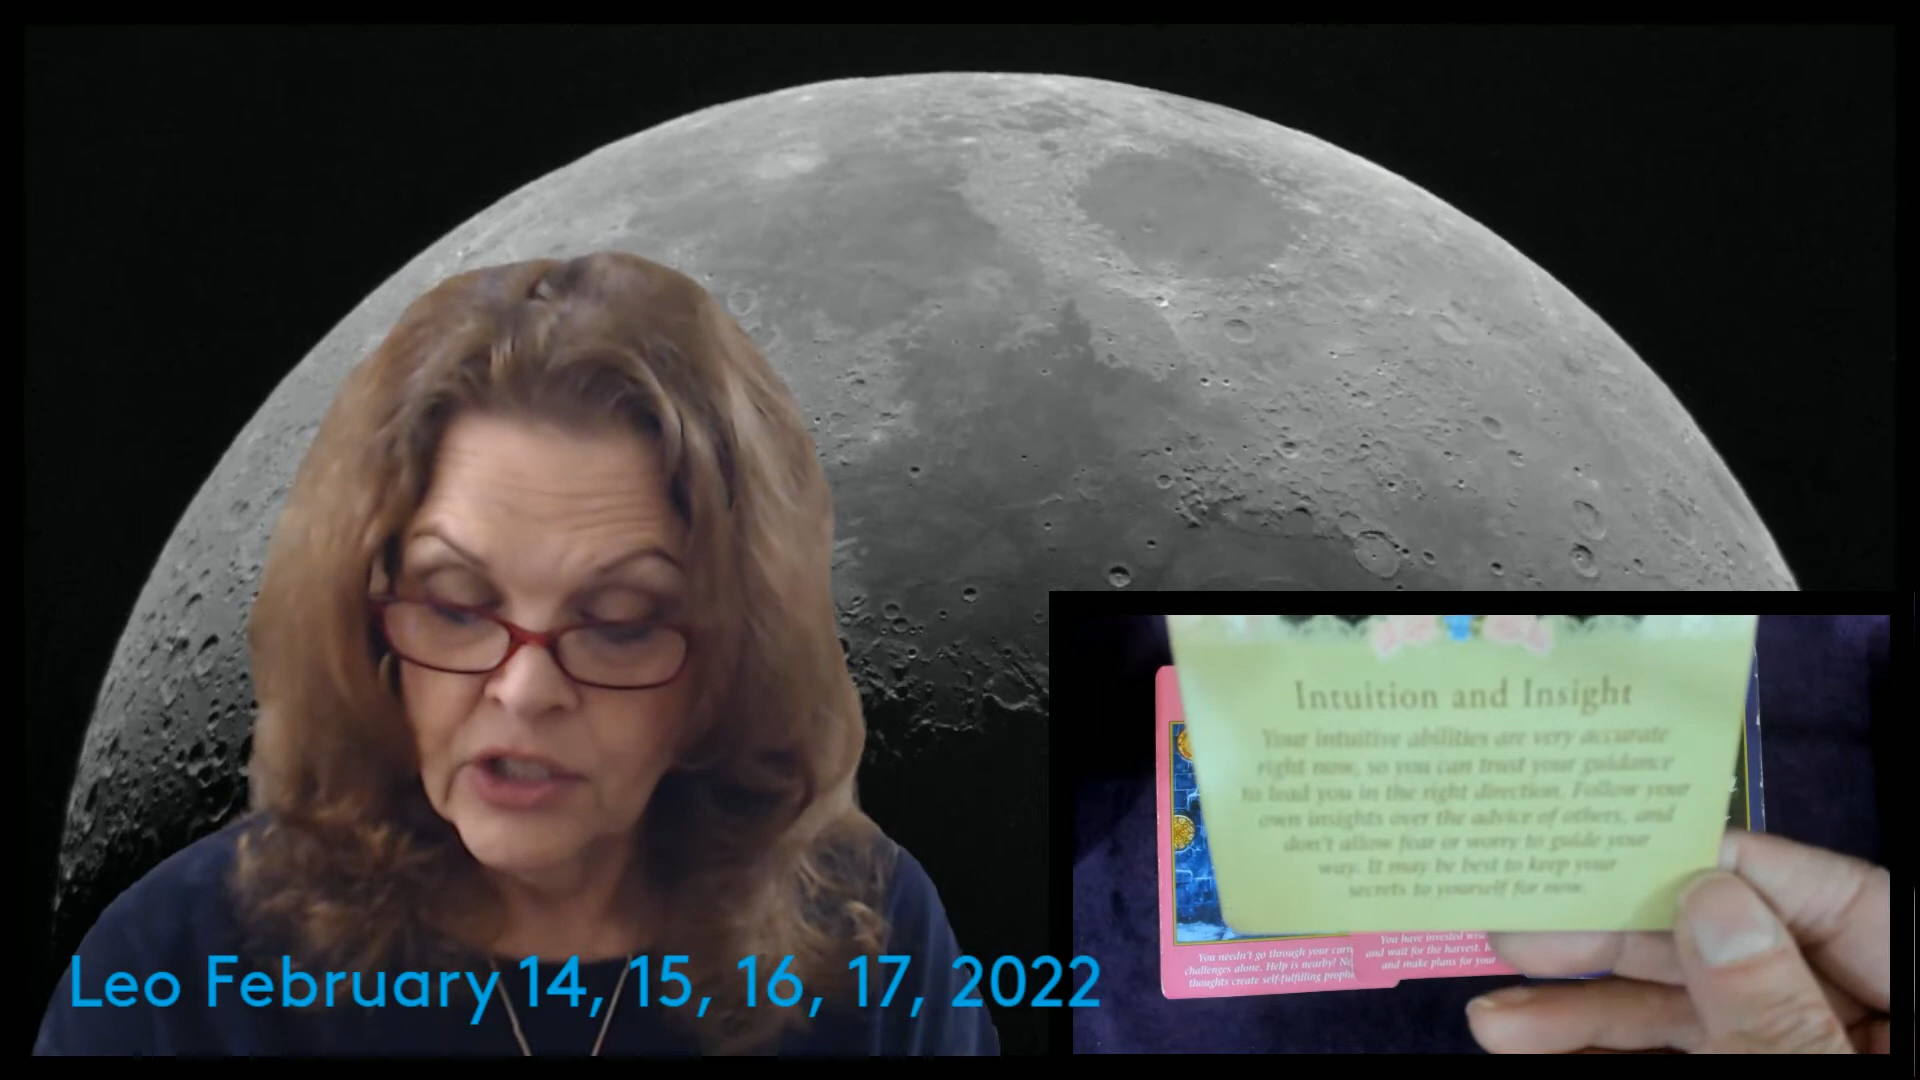 Intuition and Insight
Your intuitive abilities are very accurate
right now, so you can trust your guidance
to lead you in the right direction. Follow your
own insights over the advice of others, and
don't allow fear or worry to guide your
way. It may be best to keep your
secrets to yourself for now.
You needn't go through your
challenges alone. Help is nearby!
thoughts create self-fulfilling
You have invested
and wait for the harvest.
and make plans for your
Leo February 14, 15, 16, 17, 2022